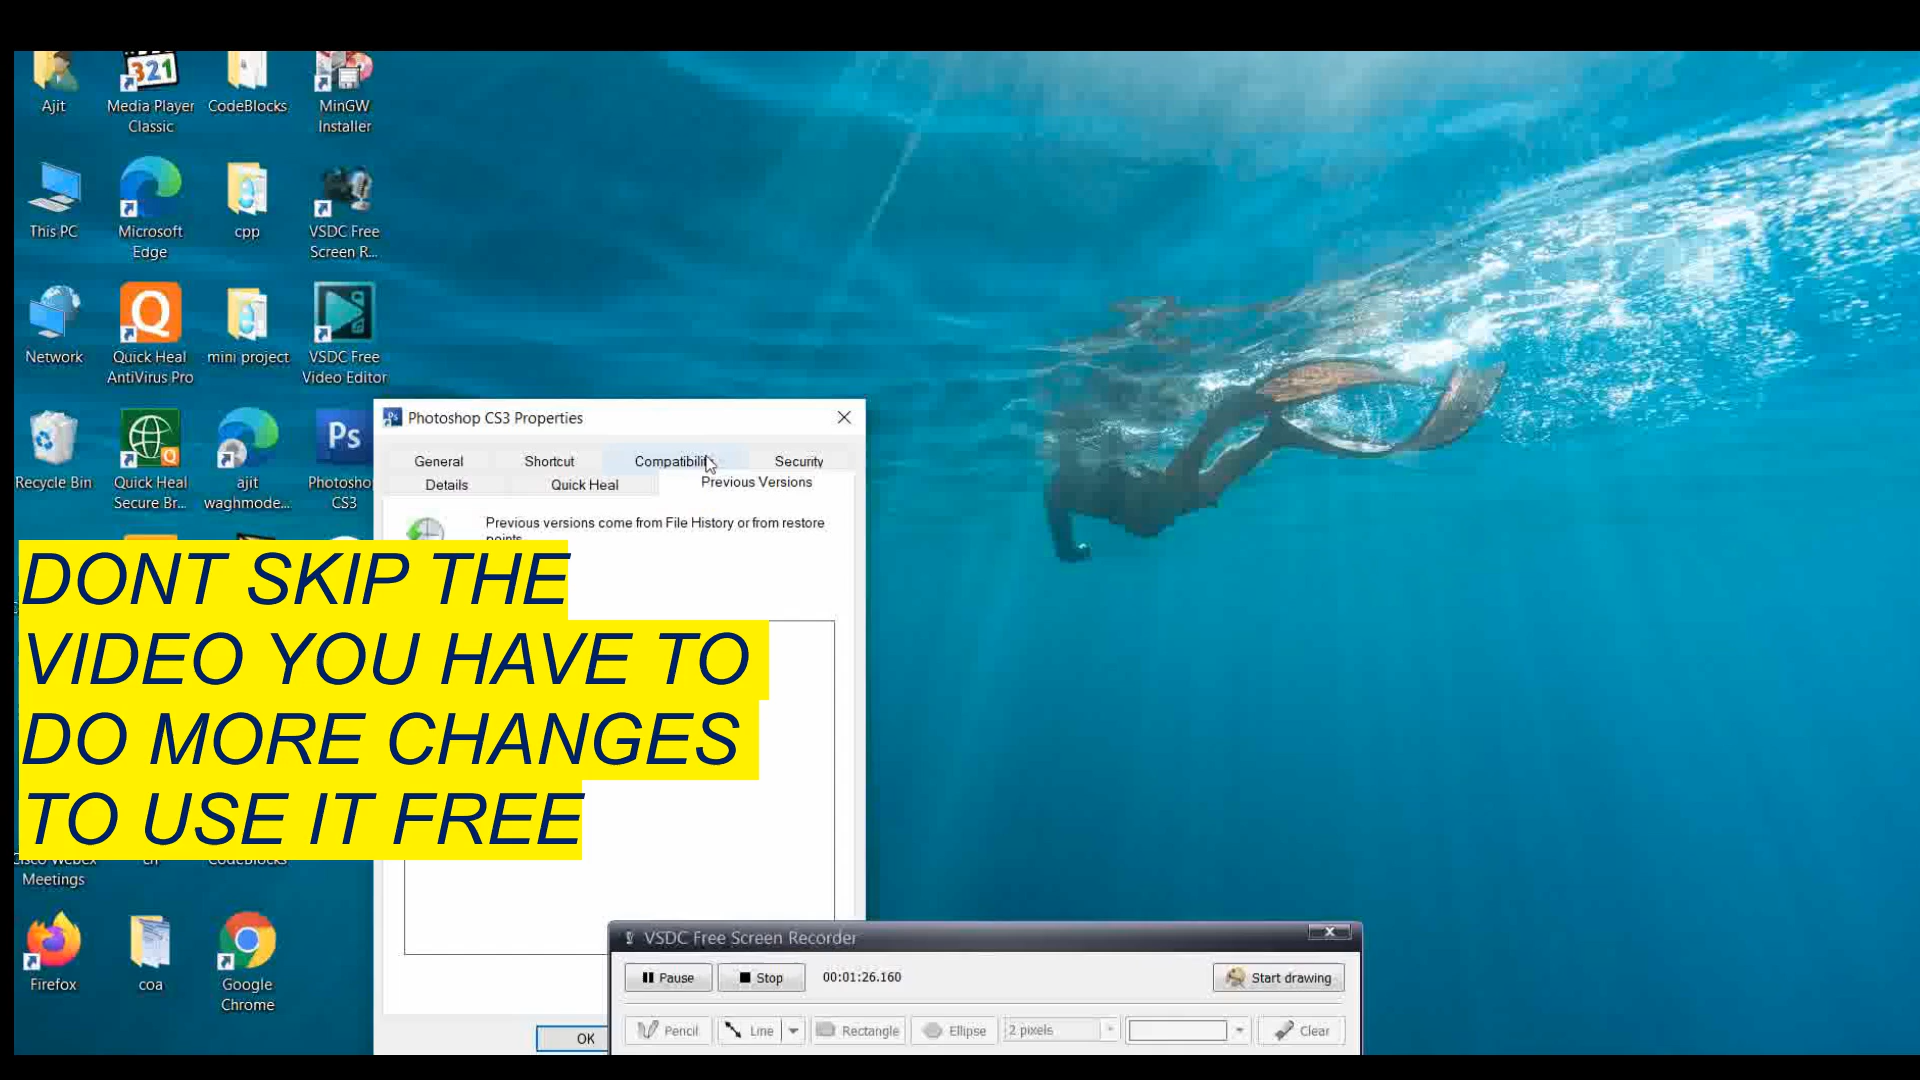 Ajit
Media Player
Classic
CodeBlocks
MinGW
Installer
This PC
Microsoft
Edge
cpp
VSDC Free
Screen R...
Network
Quick Heal
AntiVirus Pro
mini project
VSDC Free
Video Editor
Recycle Bin
Quick Heal
Secure Br...
ajit
waghmode...
Photosho
CS3
Photoshop CS3 Properties
General
Shortcut
Compatibili
Security
Details
Quick Heal
Previous Versions
Previous versions come from File History or from restore
points
DONT SKIP THE
VIDEO YOU HAVE TO
DO MORE CHANGES
TO USE IT FREE
Cisco Webex
Meetings
CodeBlocks
Firefox
coa
Google
Chrome
OK
VSDC Free Screen Recorder
Pause
Stop
00:01:26.160
Start drawing
Pencil
Line
Rectangle
Ellipse
2 pixels
Clear